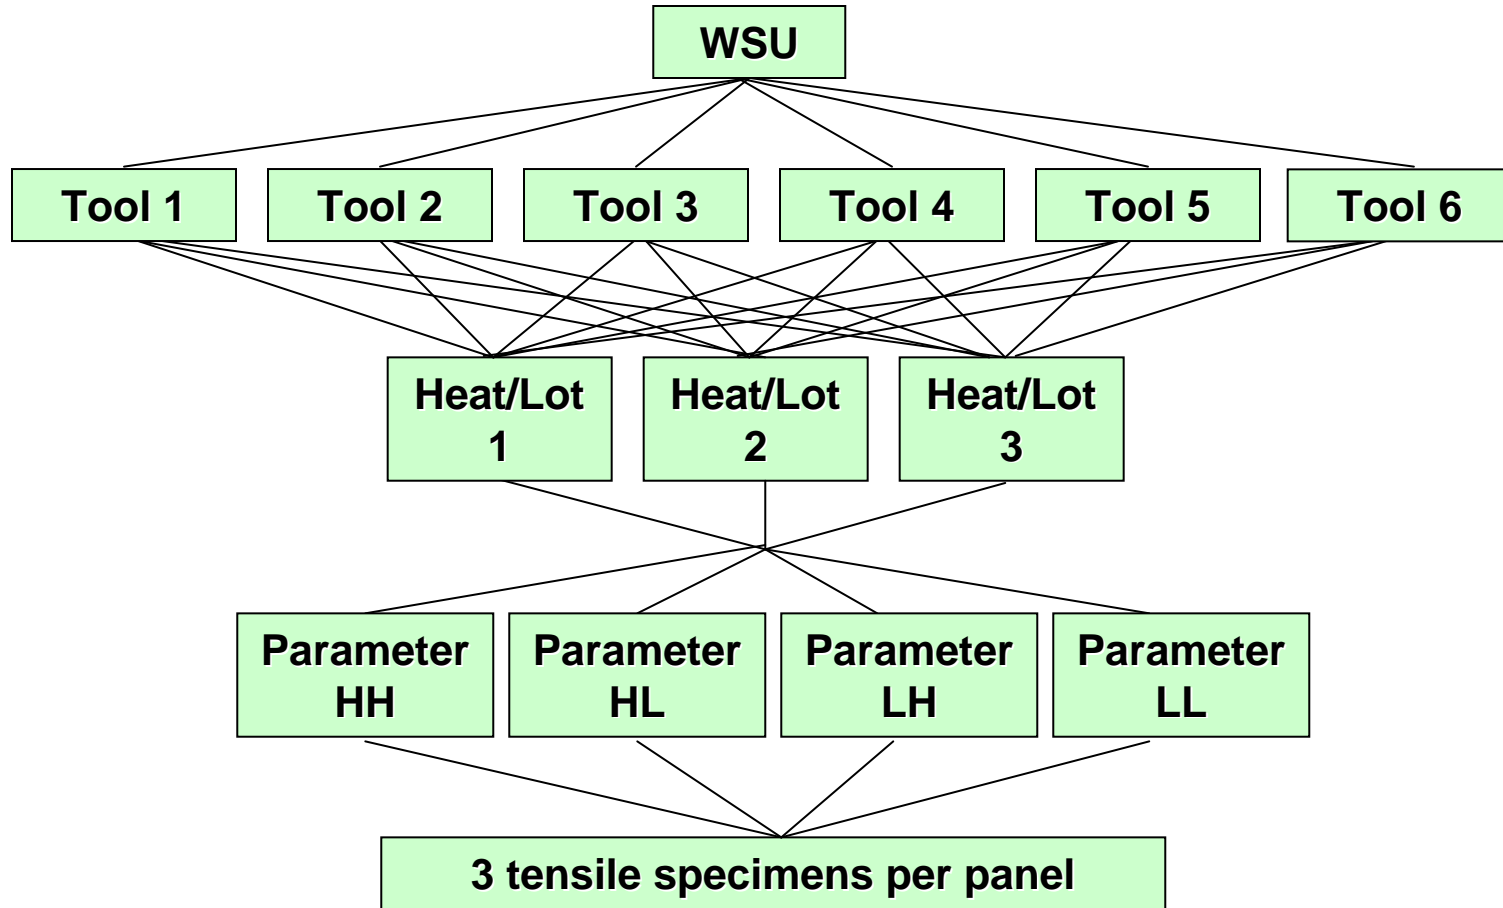 WSU
Tool 1
Tool 2
Tool 3
Tool 4
Tool 5
Tool 6
Heat/Lot
1
Heat/Lot
2
Heat/Lot
3
Parameter
HH
Parameter
HL
Parameter
LH
Parameter
LL
3 tensile specimens per panel